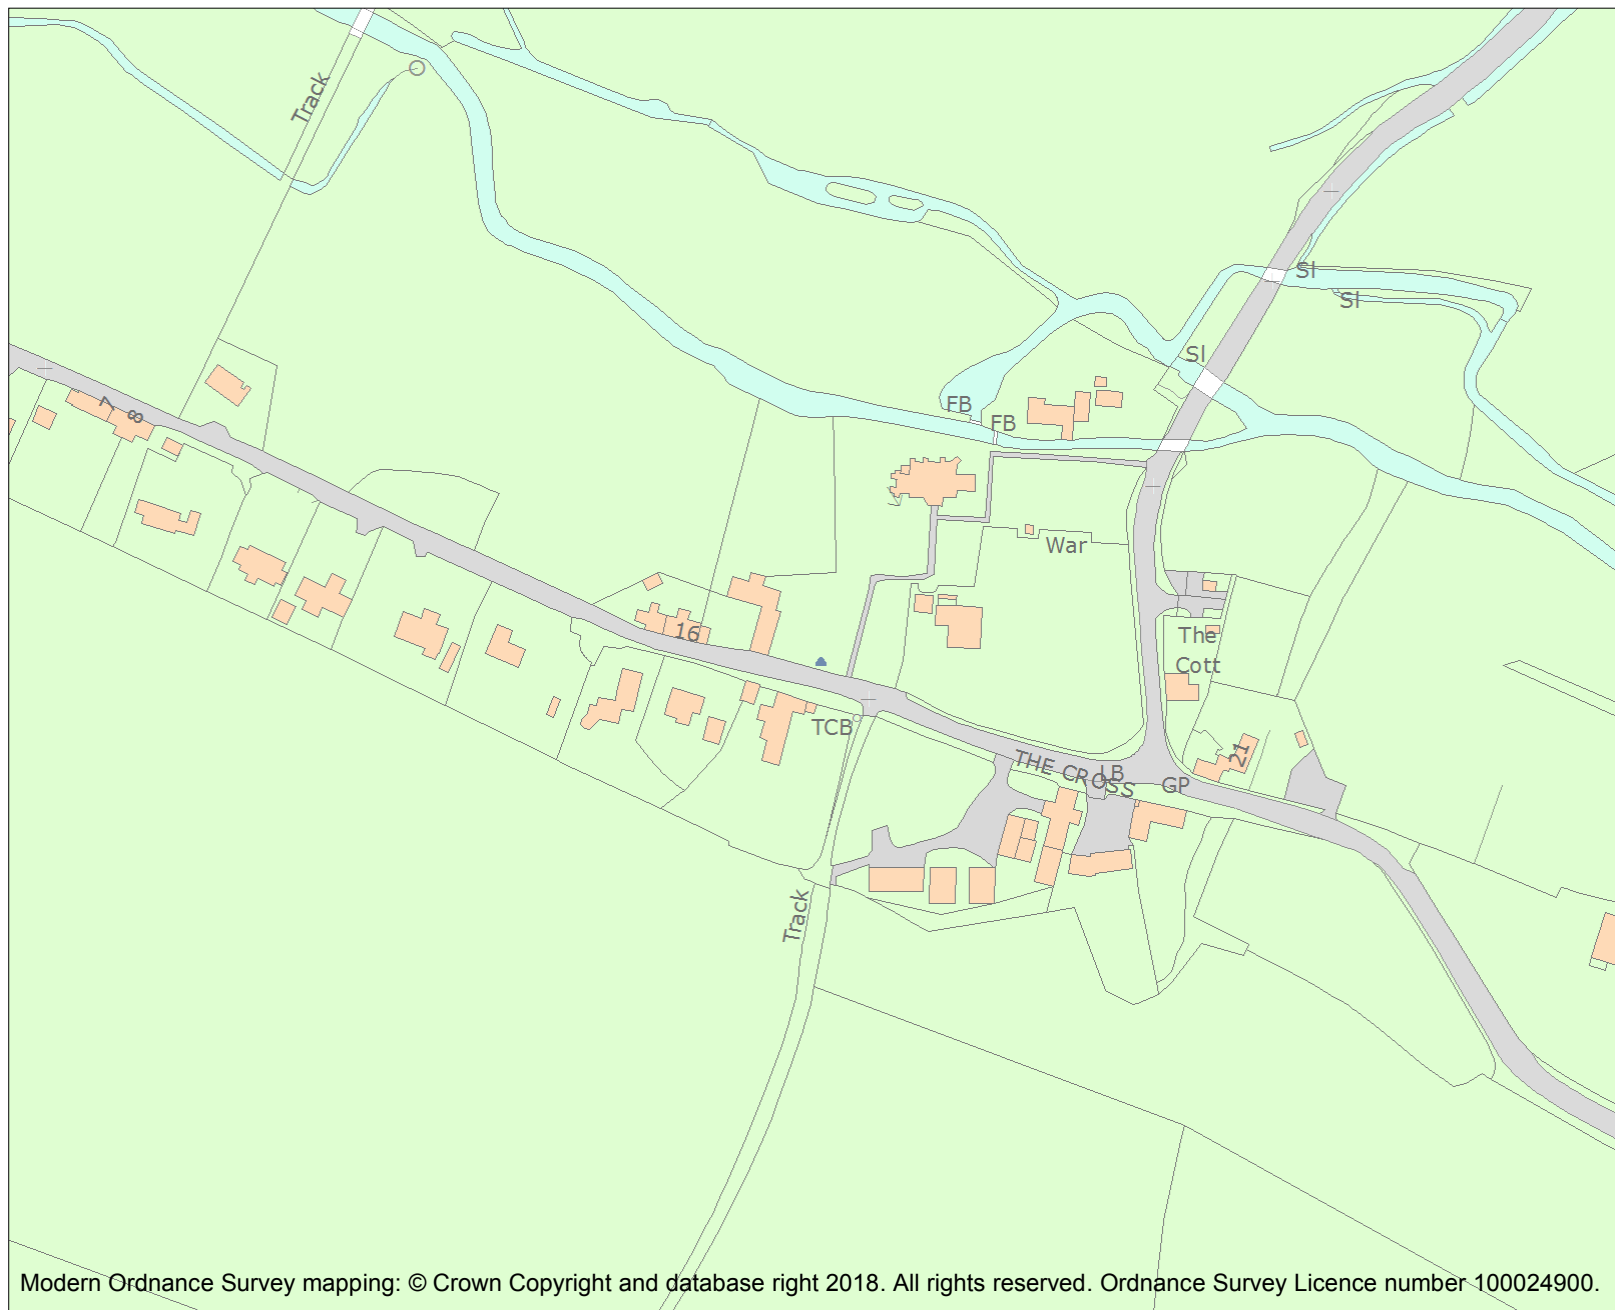 Track
Sl
Sl
Sl
FB
FB
7
8
War
16
The
Cott
TCB
THE CROSS
LB
GP
21
Track
Modern Ordnance Survey mapping: © Crown Copyright and database right 2018. All rights reserved. Ordnance Survey Licence number 100024900.